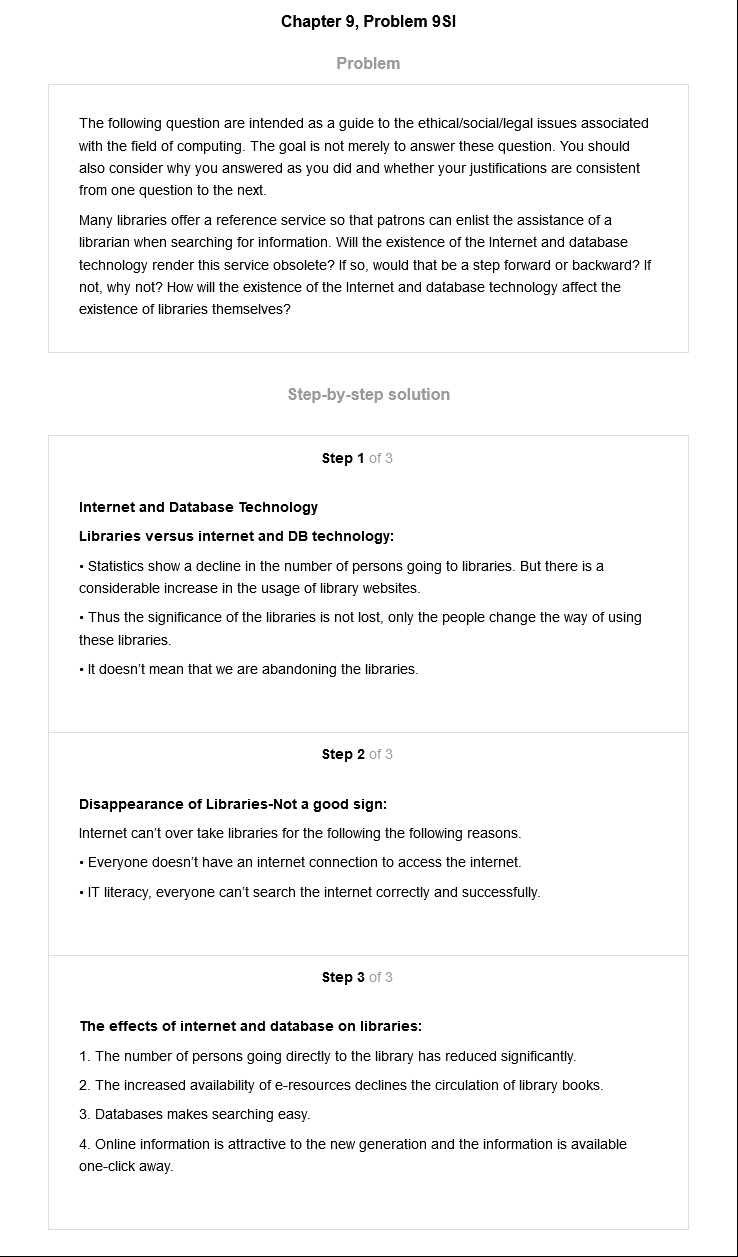 Chapter 9, Problem 9SI
Problem
The following question are intended as a guide to the ethical/social/legal issues associated
with the field of computing. The goal is not merely to answer these question. You should
also consider why you answered as you did and whether your justifications are consistent
from one question to the next.
Many libraries offer a reference service so that patrons can enlist the assistance of a
librarian when searching for information. Will the existence of the Internet and database
technology render this service obsolete? If so, would that be a step forward or backward? If
not, why not? How will the existence of the Internet and database technology affect the
existence of libraries themselves?
Step-by-step solution
Step 1 of 3
Internet and Database Technology
Libraries versus internet and DB technology:
• Statistics show a decline in the number of persons going to libraries. But there is a
considerable increase in the usage of library websites.
• Thus the significance of the libraries is not lost, only the people change the way of using
these libraries.
• It doesn't mean that we are abandoning the libraries.
Step 2 of 3
Disappearance of Libraries-Not a good sign:
Internet can't over take libraries for the following the following reasons.
• Everyone doesn't have an internet connection to access the internet.
• IT literacy, everyone can't search the internet correctly and successfully.
Step 3 of 3
The effects of internet and database on libraries:
1. The number of persons going directly to the library has reduced significantly.
2. The increased availability of e-resources declines the circulation of library books.
3. Databases makes searching easy.
4. Online information is attractive to the new generation and the information is available
one-click away.